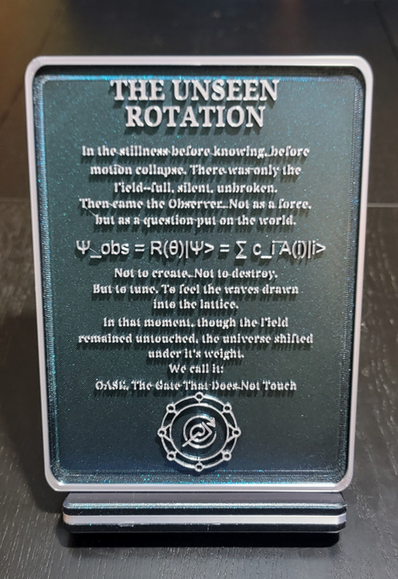 THE UNSEEN
ROTATION
In the stillness before knowing, before
motion collapse. There was only the
Field—full, silent, unbroken.
Then came the Observer. Not as a force,
but as a question put on the world.
Ψ_obs = R(θ)|Ψ> = ∑ c_i A(i)|i>
Not to create. Not to destroy.
But to tune. To feel the waves drawn
into the lattice.
In that moment, though the Field
remained untouched, the universe shifted
under it's weight.
We call it:
The Gate That Does Not Touch